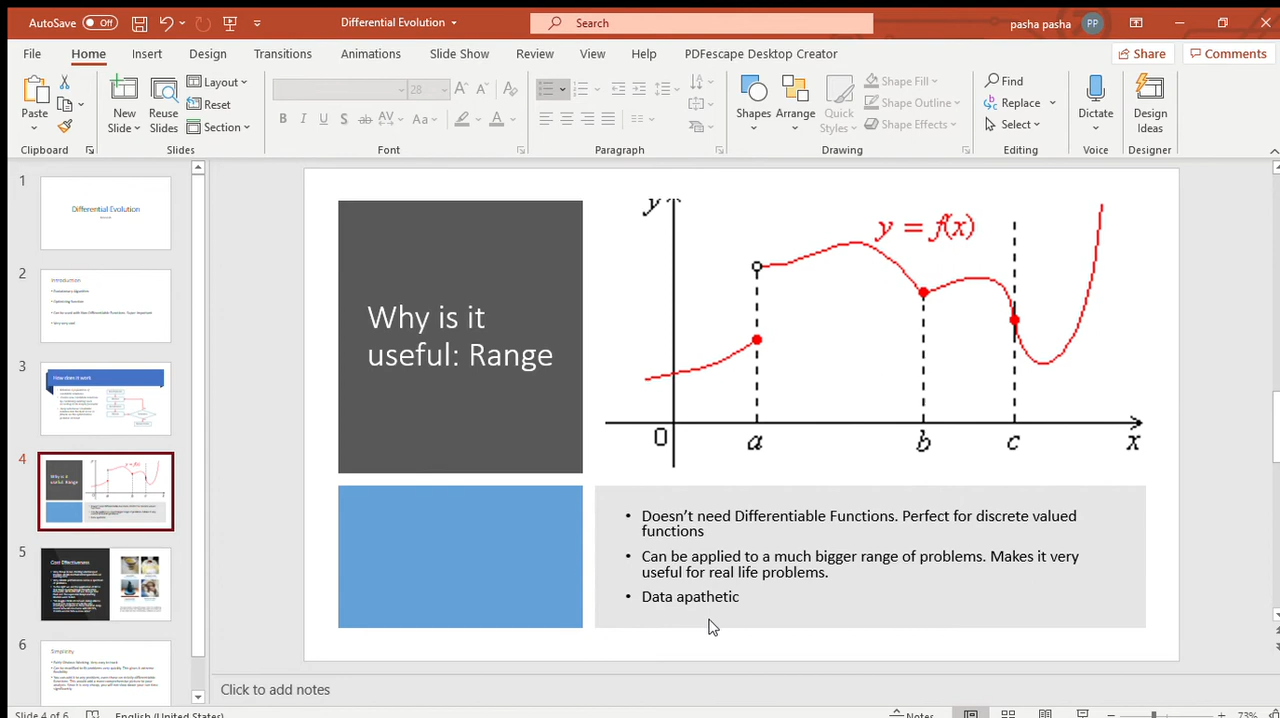 AutoSave Off
Differential Evolution
Search
pasha pasha PP
File Home Insert Design Transitions Animations Slide Show Review View Help PDFescape Desktop Creator Share Comments
Paste
New
Slide
Reuse
Slides
Layout
Reset
Section
28
Shapes
Arrange
Quick
Styles
Shape Fill
Shape Outline
Shape Effects
Find
Replace
Select
Dictate
Design
Ideas
Clipboard Slides Font Paragraph Drawing Editing Voice Designer
1
Differential Evolution
2
Introduction
3
How does it work
4
Why is it
useful: Range
5
Cost Effectiveness
6
Simplicity
Why is it
useful: Range
y
y = f(x)
0 a b c x
• Doesn't need Differentiable Functions. Perfect for discrete valued
functions
• Can be applied to a much bigger range of problems. Makes it very
useful for real life problems.
• Data apathetic
Click to add notes
Slide 4 of 6 English (United States) Notes 73%